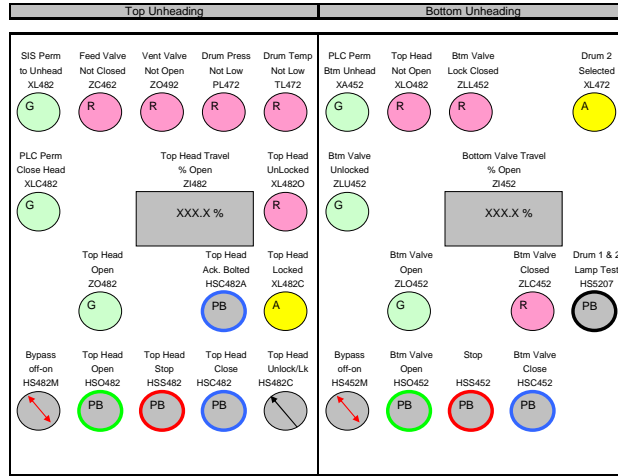 Top Unheading
Bottom Unheading
SIS Perm
to Unhead
XL482
G
Feed Valve
Not Closed
ZC462
R
Vent Valve
Not Open
ZO492
R
Drum Press
Not Low
PL472
R
Drum Temp
Not Low
TL472
R
PLC Perm
Btm Unhead
XA452
G
Top Head
Not Open
XLO482
R
Btm Valve
Lock Closed
ZLL452
R
Drum 2
Selected
XL472
A
PLC Perm
Close Head
XLC482
G
Top Head Travel
% Open
ZI482
XXX.X %
Top Head
UnLocked
XL482O
R
Btm Valve
Unlocked
ZLU452
G
Bottom Valve Travel
% Open
ZI452
XXX.X %
Top Head
Open
ZO482
G
Top Head
Ack. Bolted
HSC482A
PB
Top Head
Locked
XL482C
A
Btm Valve
Open
ZLO452
G
Btm Valve
Closed
ZLC452
R
Drum 1 & 2
Lamp Test
HS5207
PB
Bypass
off-on
HS482M
Top Head
Open
HSO482
PB
Top Head
Stop
HSS482
PB
Top Head
Close
HSC482
PB
Top Head
Unlock/Lk
HS482C
Bypass
off-on
HS452M
Btm Valve
Open
HSO452
PB
Stop
HSS452
PB
Btm Valve
Close
HSC452
PB